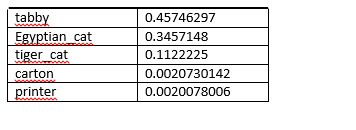 tabby 0.45746297
Egyptian_cat 0.3457148
tiger_cat 0.1122225
carton 0.0020730142
printer 0.0020078006